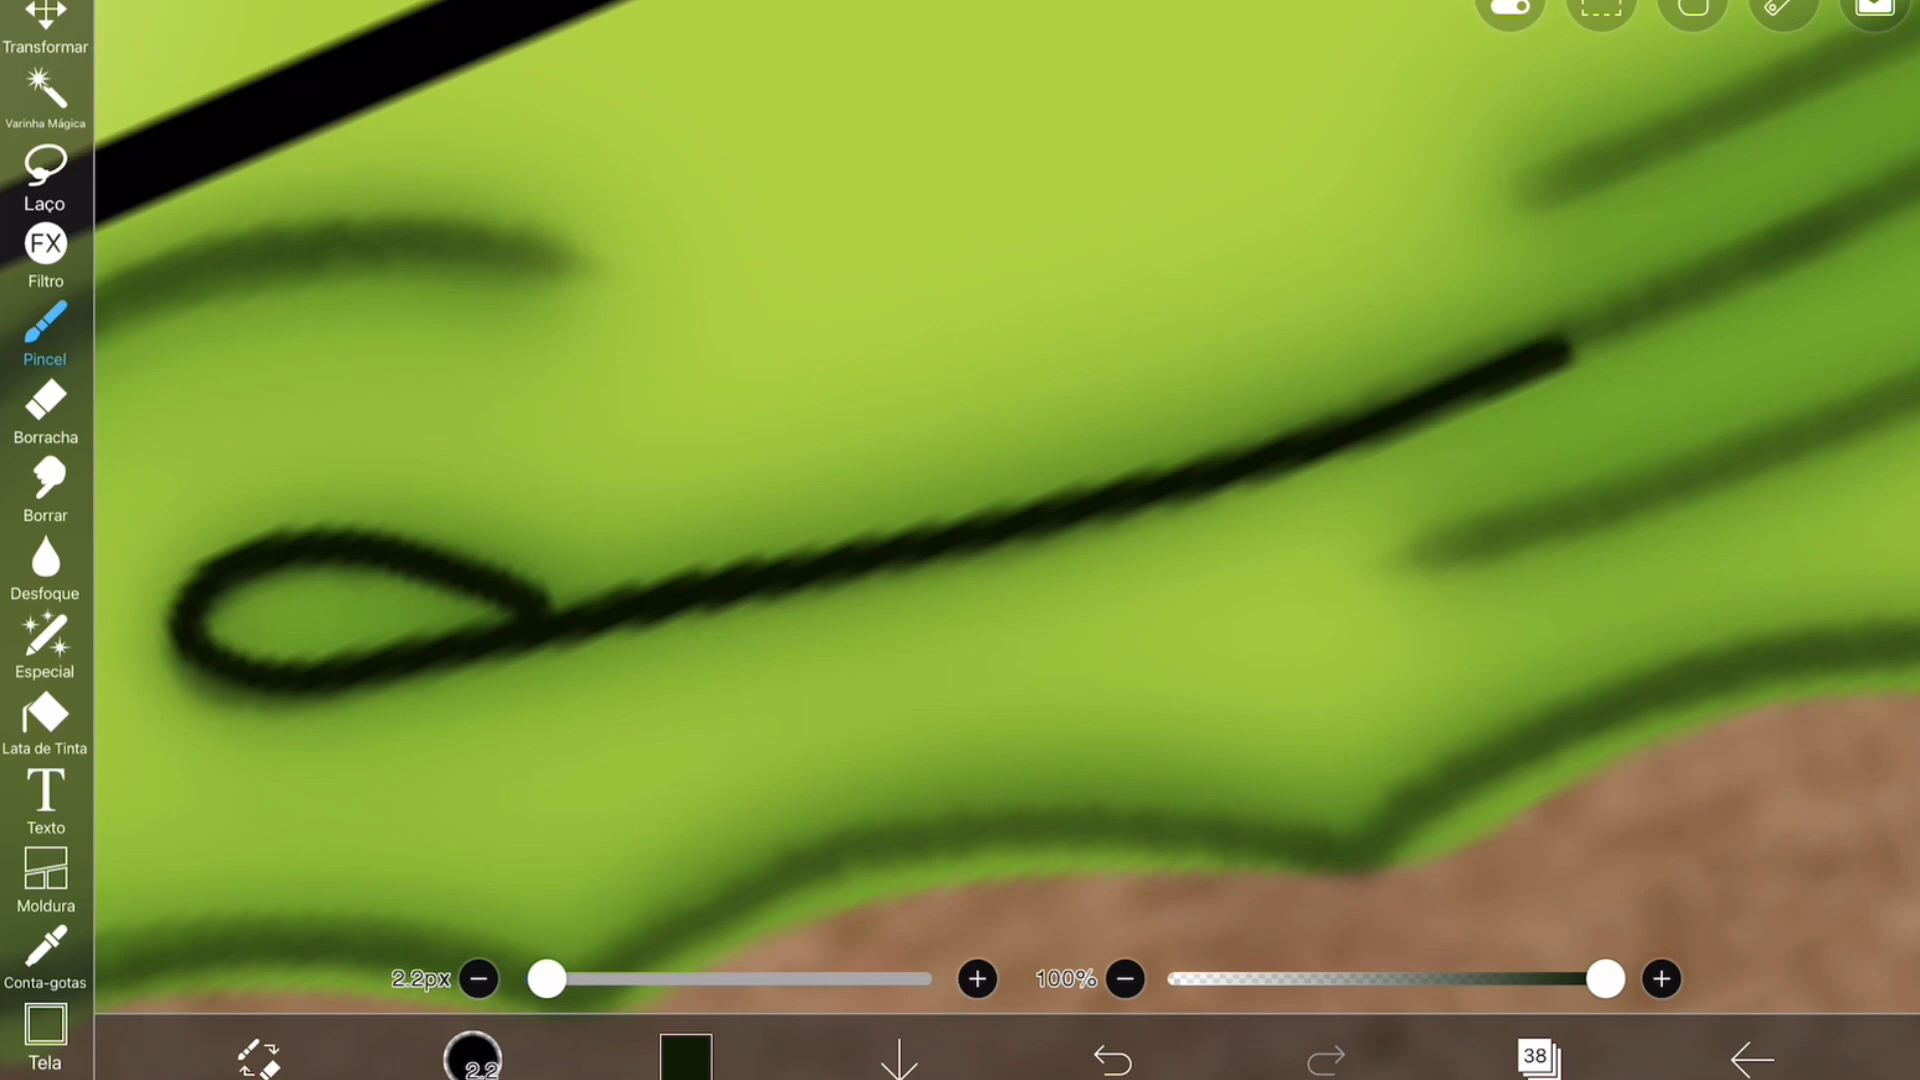 Transformar
Varinha Mágica
Laço
FX
Filtro
Pincel
Borracha
Borrar
Desfoque
Especial
Lata de Tinta
T
Texto
Moldura
Conta-gotas
Tela
2.2px
100%
2.2
38